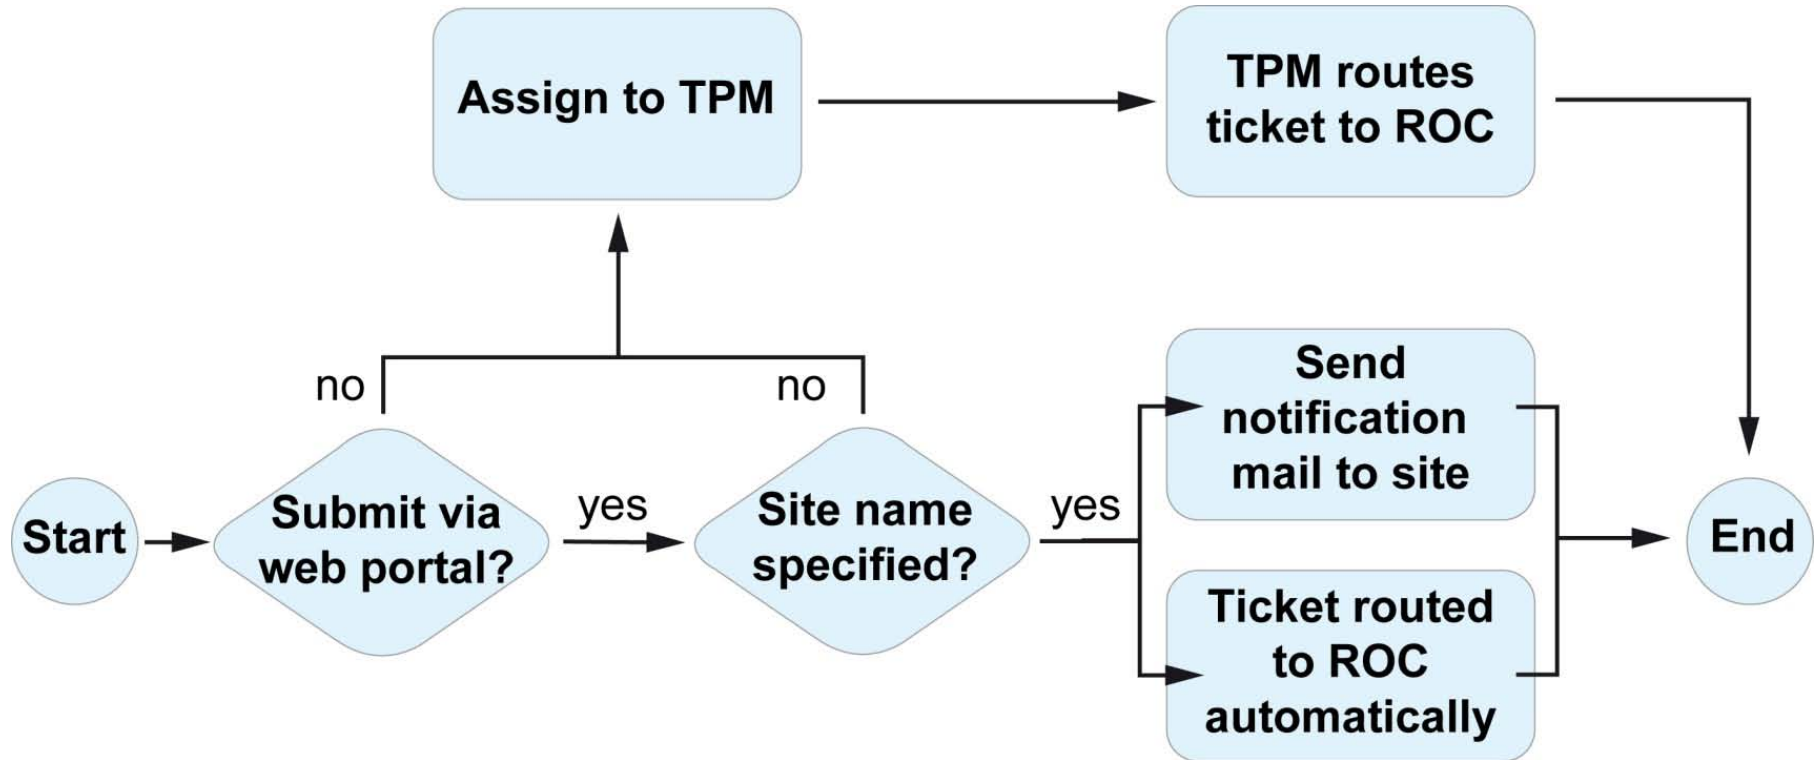 Assign to TPM
TPM routes
ticket to ROC
no
no
Start
Submit via
web portal?
yes
Site name
specified?
yes
Send
notification
mail to site
Ticket routed
to ROC
automatically
End